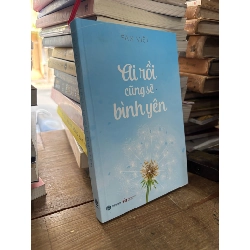 Ai rồi
cũng sẽ
bình yên